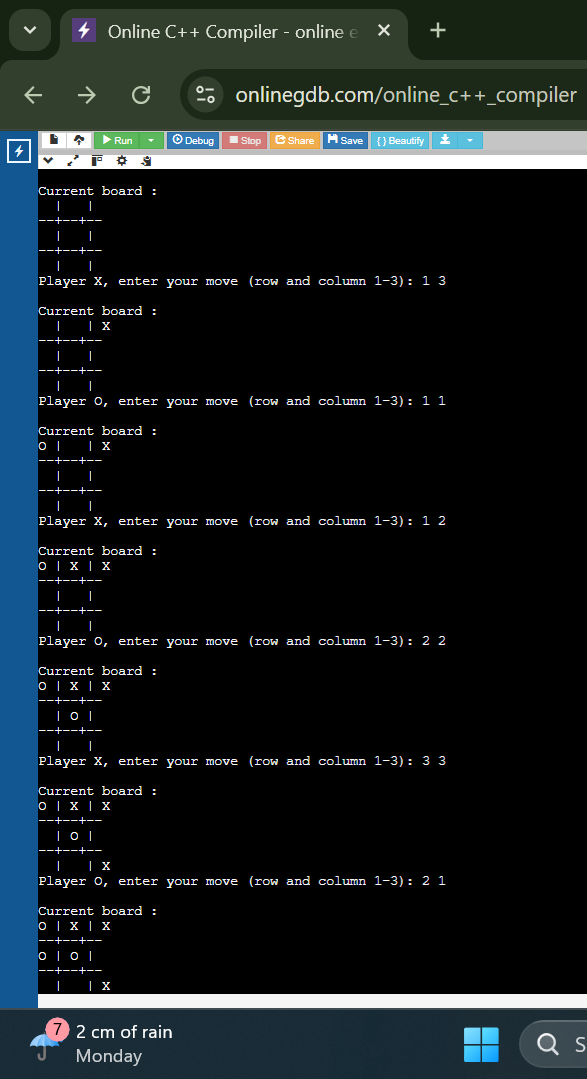 Online C++ Compiler - online e
onlinegdb.com/online_c++_compiler
Run Debug Stop Share Save {} Beautify
Current board :
  |   |
--+--+--
  |   |
--+--+--
  |   |
Player X, enter your move (row and column 1-3): 1 3
Current board :
  |   | X
--+--+--
  |   |
--+--+--
  |   |
Player O, enter your move (row and column 1-3): 1 1
Current board :
O |   | X
--+--+--
  |   |
--+--+--
  |   |
Player X, enter your move (row and column 1-3): 1 2
Current board :
O | X | X
--+--+--
  |   |
--+--+--
  |   |
Player O, enter your move (row and column 1-3): 2 2
Current board :
O | X | X
--+--+--
  | O |
--+--+--
  |   |
Player X, enter your move (row and column 1-3): 3 3
Current board :
O | X | X
--+--+--
  | O |
--+--+--
  |   | X
Player O, enter your move (row and column 1-3): 2 1
Current board :
O | X | X
--+--+--
O | O |
--+--+--
  |   | X
7
2 cm of rain
Monday
S